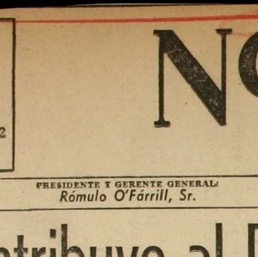 2
NO
PRESIDENTE Y GERENTE GENERAL:
Rómulo O'Fárrill, Sr.
ntribuye al